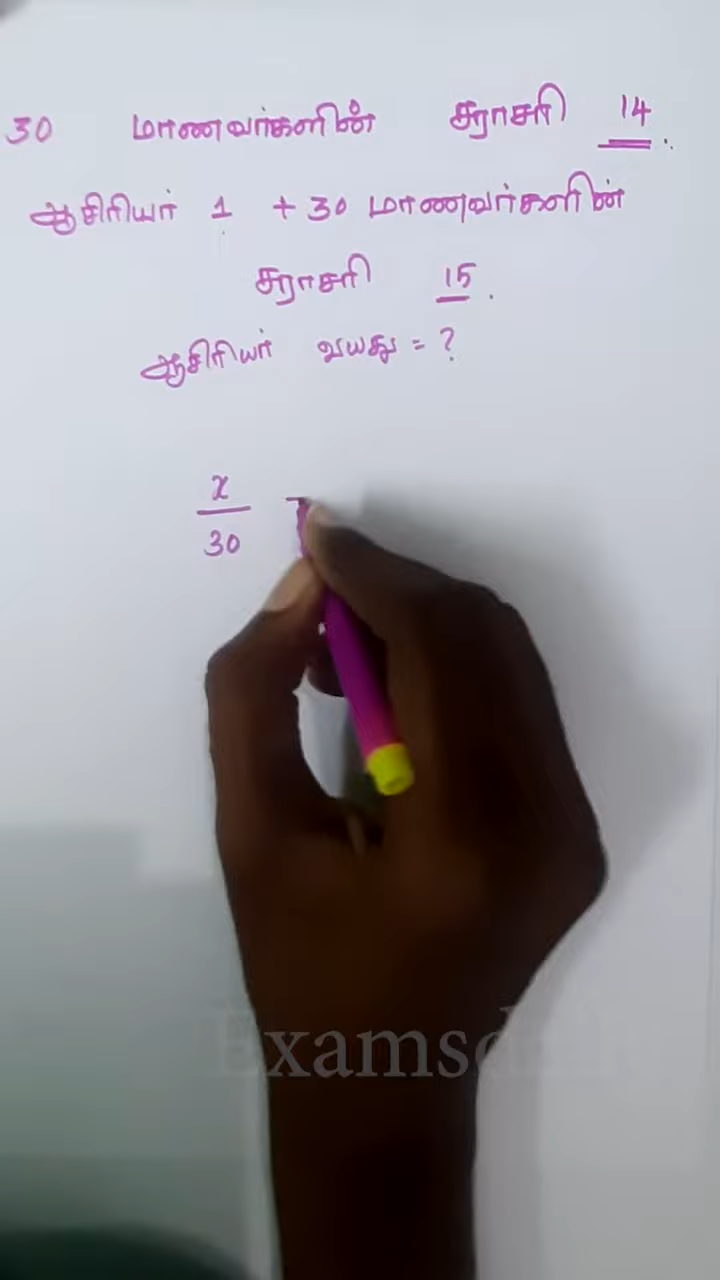 30 மாணவர்களின் சராசரி 14.
ஆசிரியர் 1 + 30 மாணவர்களின்
சராசரி 15.
ஆசிரியர் வயது = ?
x
30
Examsdaily